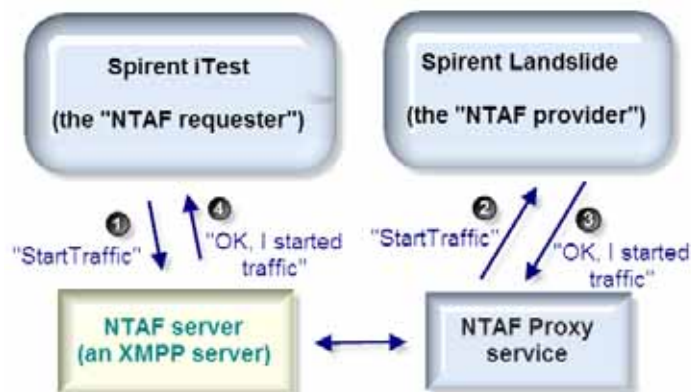 Spirent iTest
(the "NTAF requester")
Spirent Landslide
(the "NTAF provider")
1
"StartTraffic"
4
"OK, I started
traffic"
2
"StartTraffic"
3
"OK, I started
traffic"
NTAF server
(an XMPP server)
NTAF Proxy
service